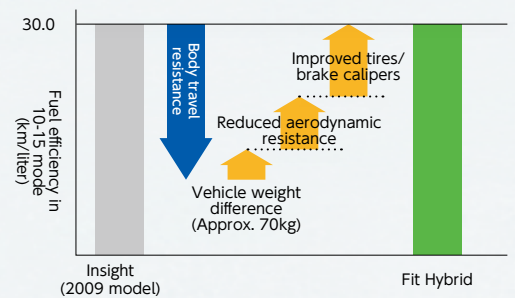 30.0
Fuel efficiency in
10-15 mode
(km/liter)
Body travel
resistance
Improved tires/
brake calipers
Reduced aerodynamic
resistance
Vehicle weight
difference
(Approx. 70kg)
Insight
(2009 model)
Fit Hybrid